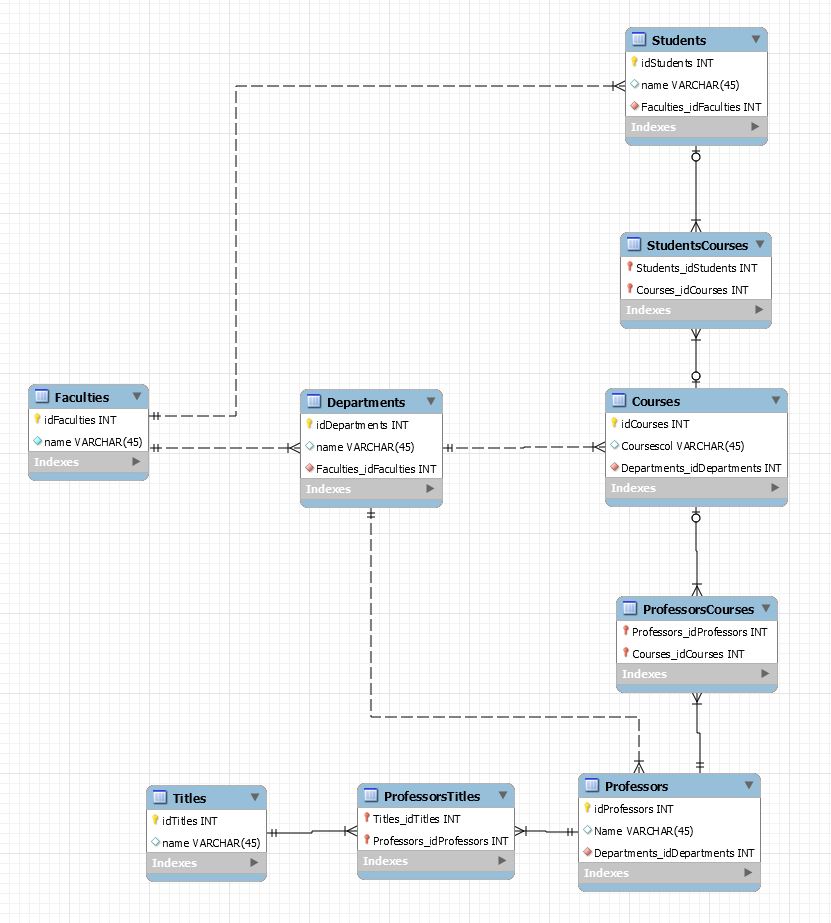 Students
idStudents INT
name VARCHAR(45)
Faculties_idFaculties INT
Indexes
StudentsCourses
Students_idStudents INT
Courses_idCourses INT
Indexes
Faculties
idFaculties INT
name VARCHAR(45)
Indexes
Departments
idDepartments INT
name VARCHAR(45)
Faculties_idFaculties INT
Indexes
Courses
idCourses INT
Coursescol VARCHAR(45)
Departments_idDepartments INT
Indexes
ProfessorsCourses
Professors_idProfessors INT
Courses_idCourses INT
Indexes
Titles
idTitles INT
name VARCHAR(45)
Indexes
ProfessorsTitles
Titles_idTitles INT
Professors_idProfessors INT
Indexes
Professors
idProfessors INT
Name VARCHAR(45)
Departments_idDepartments INT
Indexes